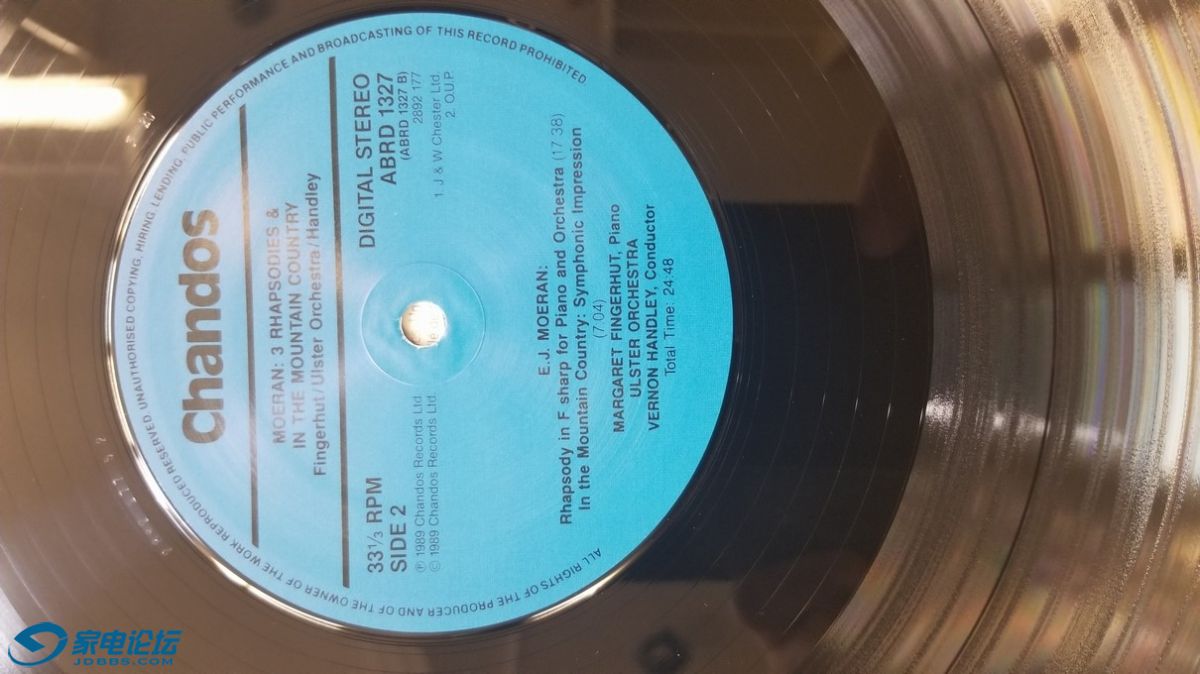 ALL RIGHTS OF THE PRODUCER AND OF THE OWNER OF THE WORK REPRODUCED RESERVED UNAUTHORISED COPYING, HIRING, LENDING, PUBLIC PERFORMANCE AND BROADCASTING OF THIS RECORD PROHIBITED
Chandos
MOERAN: 3 RHAPSODIES &
IN THE MOUNTAIN COUNTRY
Fingerhut/Ulster Orchestra/Handley
33 1/3 RPM
SIDE 2
℗ 1989 Chandos Records Ltd
© 1989 Chandos Records Ltd.
DIGITAL STEREO
ABRD 1327
(ABRD 1327 B)
2892 177
1. J & W Chester Ltd.
2. O.U.P.
E.J. MOERAN:
Rhapsody in F sharp for Piano and Orchestra (17 38)
In the Mountain Country: Symphonic Impression
(7 04)
MARGARET FINGERHUT, Piano
ULSTER ORCHESTRA
VERNON HANDLEY, Conductor
Total Time: 24:48
家电论坛
JDBBS.COM